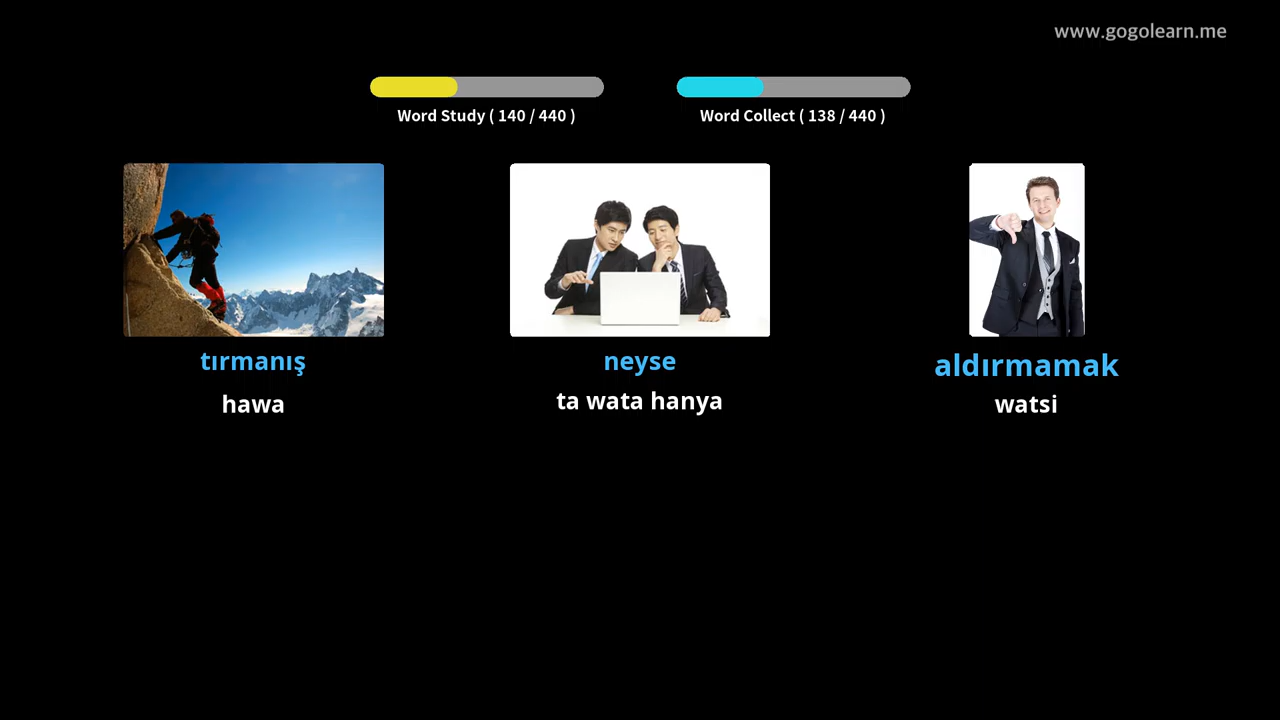 www.gogolearn.me
Word Study ( 140 / 440 )
Word Collect ( 138 / 440 )
tırmanış
neyse
aldırmamak
hawa
ta wata hanya
watsi